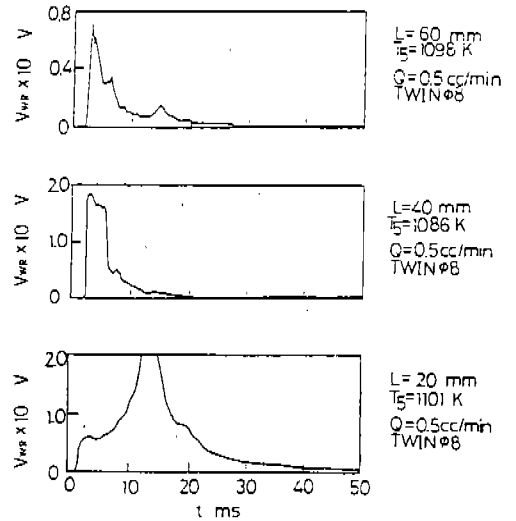 0.8
0.4
0
V_WR × 10 V
L=60 mm
T5=1098 K
Q=0.5 cc/min
TWIN φ8
2.0
1.0
0
V_WR × 10 V
L=40 mm
T5=1086 K
Q=0.5cc/min
TWIN φ8
2.0
1.0
0
V_WR × 10 V
L=20 mm
T5=1101 K
Q=0.5cc/min
TWIN φ8
0 10 20 30 40 50
t ms